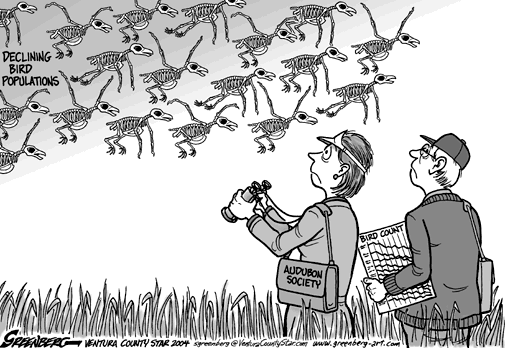 DECLINING
BIRD
POPULATIONS
BIRD COUNT
AUDUBON
SOCIETY
GREENBERG- VENTURA COUNTY STAR 2004 sgreenberg@VenturaCountyStar.com www.greenberg-art.com